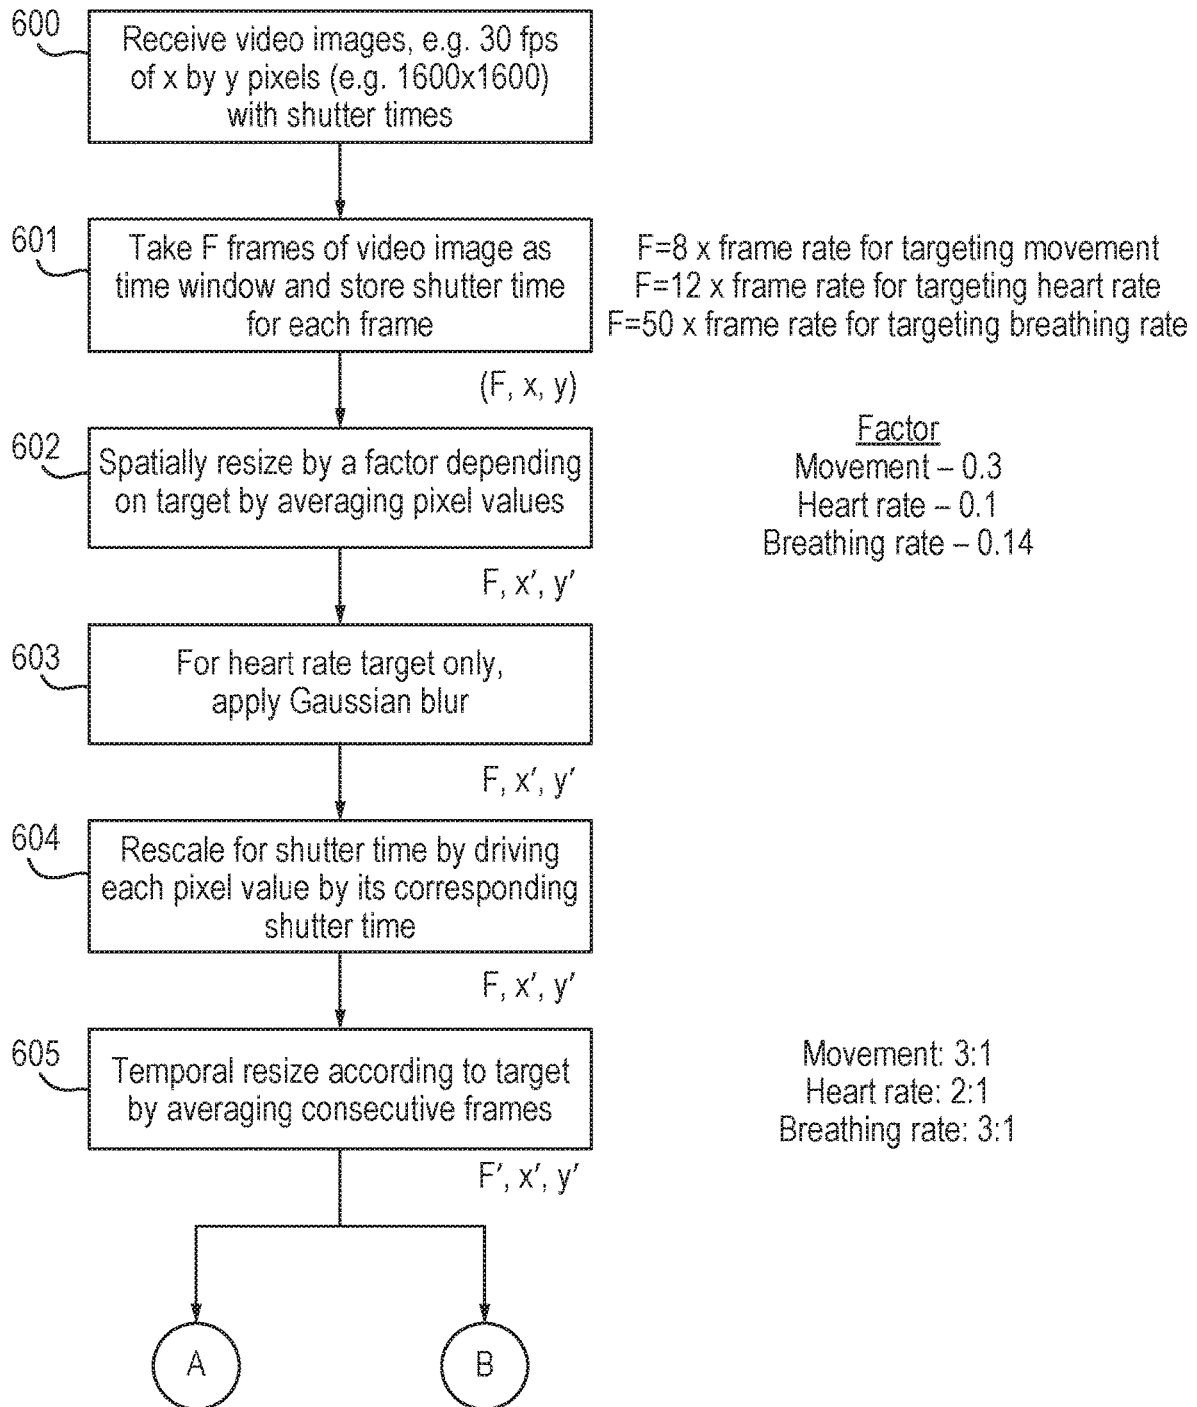 600
Receive video images, e.g. 30 fps
of x by y pixels (e.g. 1600x1600)
with shutter times
601
Take F frames of video image as
time window and store shutter time
for each frame
F=8 x frame rate for targeting movement
F=12 x frame rate for targeting heart rate
F=50 x frame rate for targeting breathing rate
(F, x, y)
602
Spatially resize by a factor depending
on target by averaging pixel values
Factor
Movement – 0.3
Heart rate – 0.1
Breathing rate – 0.14
F, x′, y′
603
For heart rate target only,
apply Gaussian blur
F, x′, y′
604
Rescale for shutter time by driving
each pixel value by its corresponding
shutter time
F, x′, y′
605
Temporal resize according to target
by averaging consecutive frames
Movement: 3:1
Heart rate: 2:1
Breathing rate: 3:1
F′, x′, y′
A
B